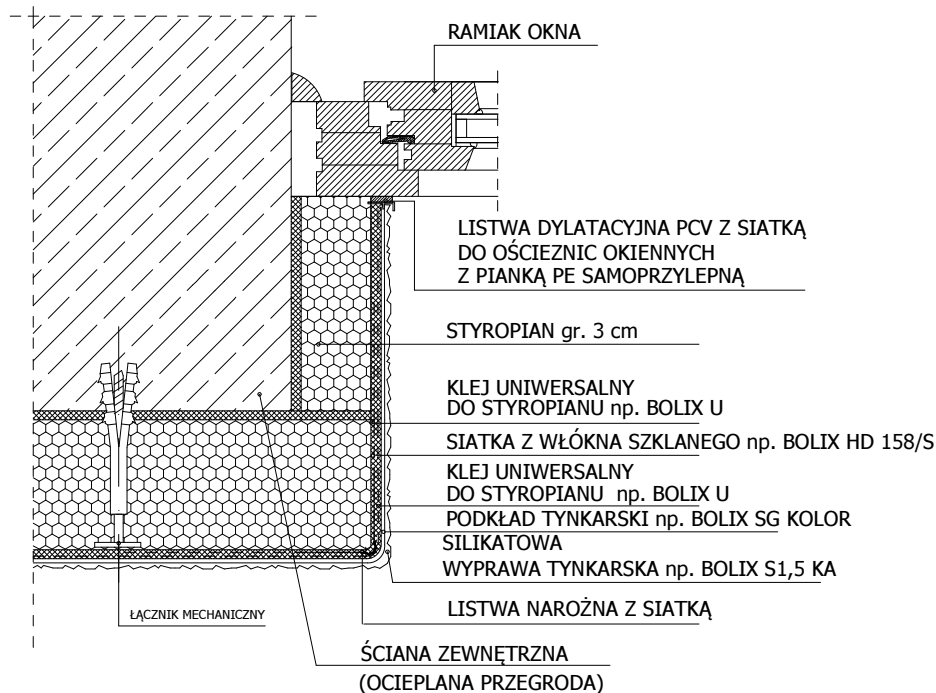 RAMIAK OKNA
LISTWA DYLATACYJNA PCV Z SIATKĄ
DO OŚCIEZNIC OKIENNYCH
Z PIANKĄ PE SAMOPRZYLEPNĄ
STYROPIAN gr. 3 cm
KLEJ UNIWERSALNY
DO STYROPIANU np. BOLIX U
SIATKA Z WŁÓKNA SZKLANEGO np. BOLIX HD 158/S
KLEJ UNIWERSALNY
DO STYROPIANU np. BOLIX U
PODKŁAD TYNKARSKI np. BOLIX SG KOLOR
SILIKATOWA
WYPRAWA TYNKARSKA np. BOLIX S1,5 KA
ŁĄCZNIK MECHANICZNY
LISTWA NAROŻNA Z SIATKĄ
ŚCIANA ZEWNĘTRZNA
(OCIEPLANA PRZEGRODA)